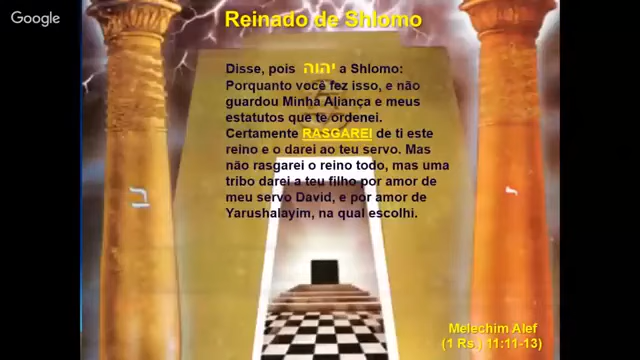 Google
Reinado de Shlomo
Disse, pois יהוה a Shlomo:
Porquanto você fez isso, e não
guardou Minha Aliança e meus
estatutos que te ordenei.
Certamente RASGAREI de ti este
reino e o darei ao teu servo. Mas
não rasgarei o reino todo, mas uma
tribo darei a teu filho por amor de
meu servo David, e por amor de
Yarushalayim, na qual escolhi.
ב
י
Melechim Alef
(1 Rs.) 11:11-13)